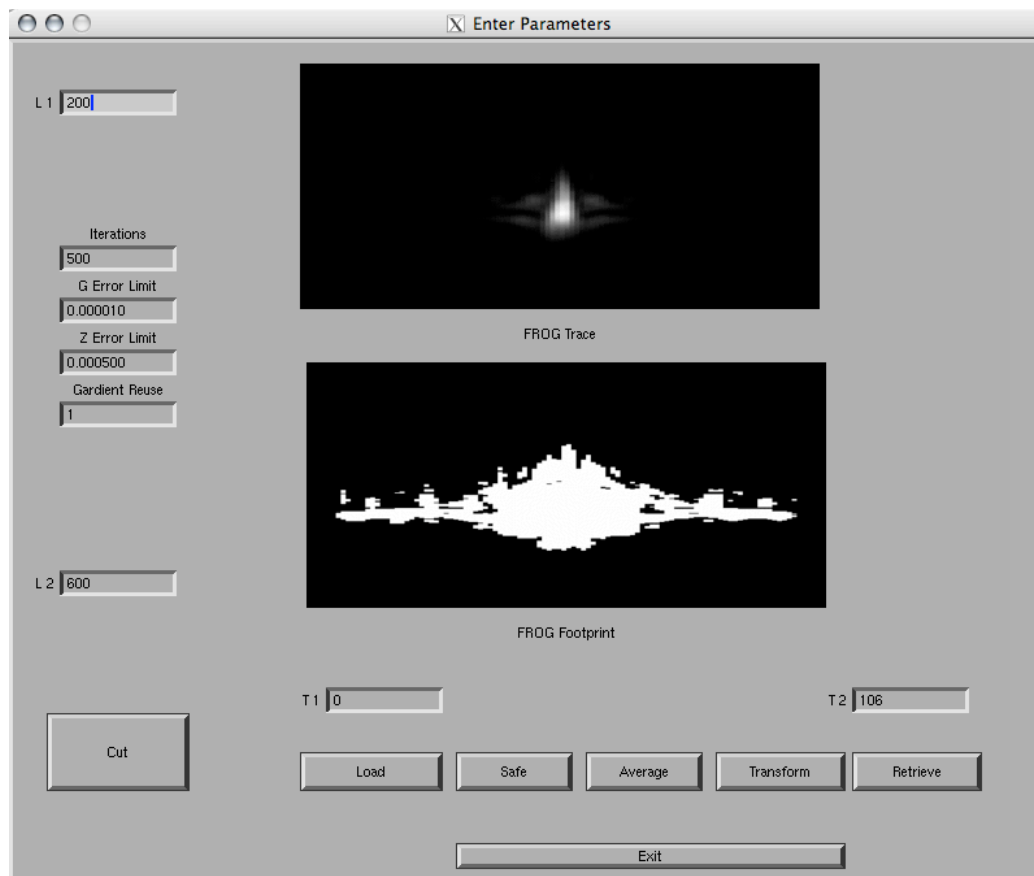 Enter Parameters
L 1 200
Iterations
500
G Error Limit
0.000010
Z Error Limit
0.000500
Gardient Reuse
1
FROG Trace
L 2 600
FROG Footprint
T 1 0 T 2 106
Cut
Load Safe Average Transform Retrieve
Exit